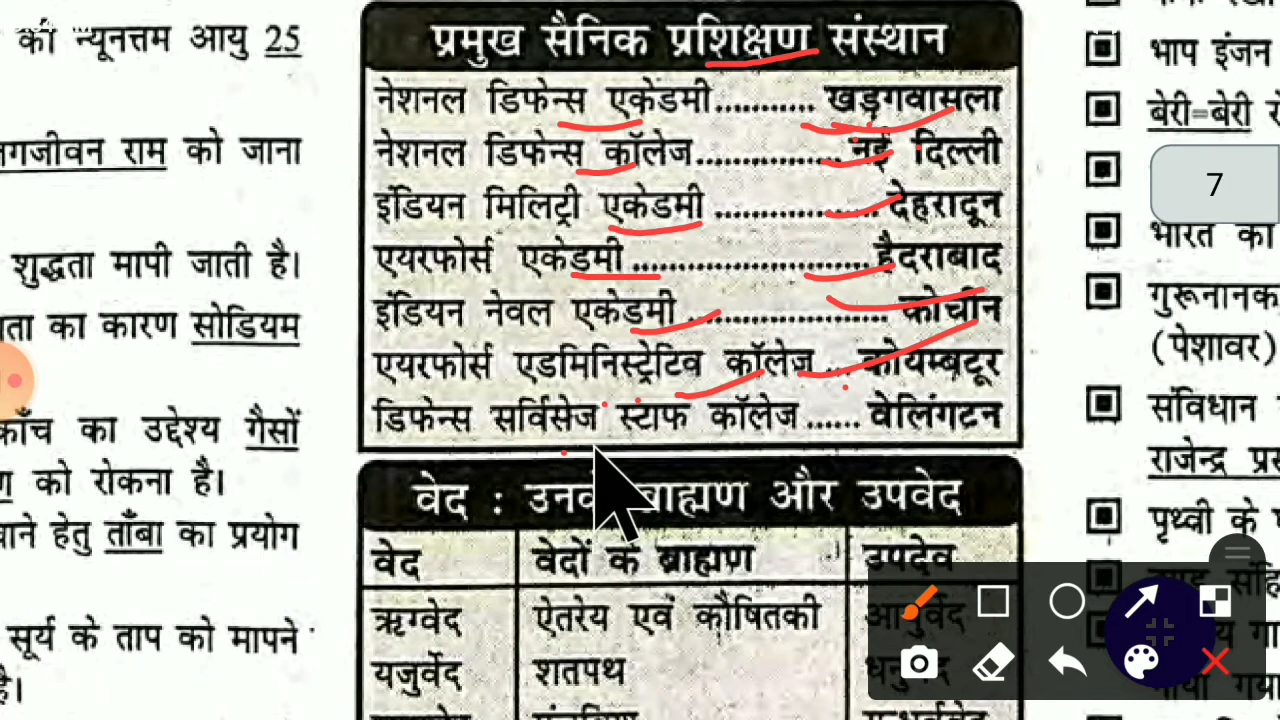 की न्यूनतम आयु 25
जगजीवन राम को जाना
शुद्धता मापी जाती है।
का कारण सोडियम
काँच का उद्देश्य गैसों
को रोकना है।
हेतु ताँबा का प्रयोग
सूर्य के ताप को मापने
है।
प्रमुख सैनिक प्रशिक्षण संस्थान
नेशनल डिफेन्स एकेडमी............ खड़गवासला
नेशनल डिफेन्स कॉलेज................. नई दिल्ली
इंडियन मिलिट्री एकेडमी .................. देहरादून
एयरफोर्स एकेडमी .......................... हैदराबाद
इंडियन नेवल एकेडमी ...................... कोचीन
एयरफोर्स एडमिनिस्ट्रेटिव कॉलेज ... कोयम्बटूर
डिफेन्स सर्विसेज स्टाफ कॉलेज ...... वेलिंगटन
वेद : उनके ब्राह्मण और उपवेद
वेद वेदों के ब्राह्मण उपदेव
ऋग्वेद ऐतरेय एवं कौषितकी आयुर्वेद
यजुर्वेद शतपथ धनुर्वेद
भाप इंजन
बेरी=बेरी
7
भारत का
गुरूनानक
(पेशावर)
संविधान
राजेन्द्र
पृथ्वी के